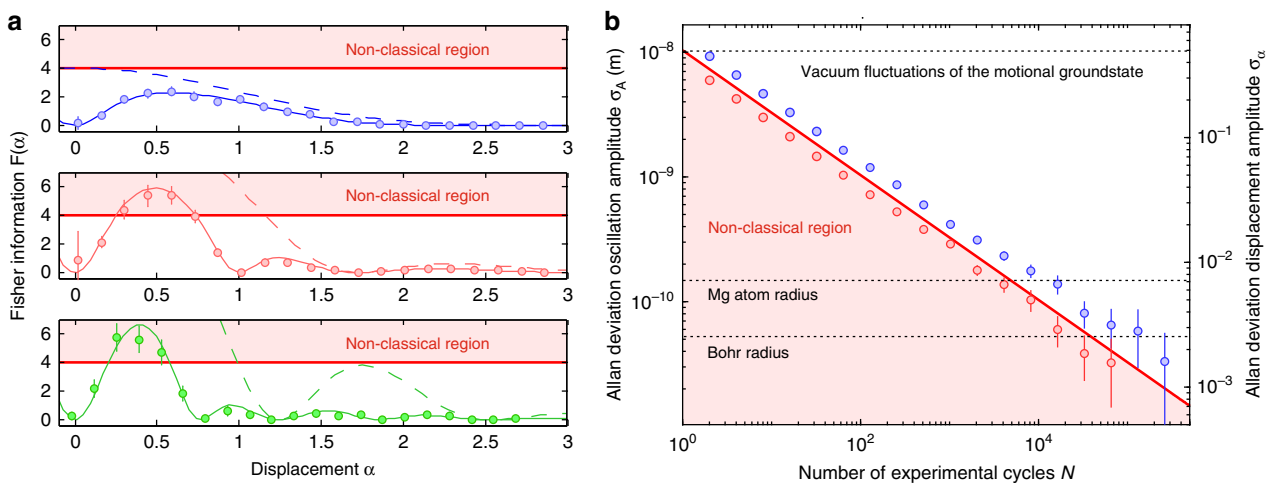 a
6
4
2
0
Non-classical region
0 0.5 1 1.5 2 2.5 3
6
4
2
0
Non-classical region
0 0.5 1 1.5 2 2.5 3
6
4
2
0
Non-classical region
0 0.5 1 1.5 2 2.5 3
Fisher information F(α)
Displacement α
b
Allan deviation oscillation amplitude σA (m)
10⁻⁸
10⁻⁹
10⁻¹⁰
Vacuum fluctuations of the motional groundstate
Non-classical region
Mg atom radius
Bohr radius
10⁰ 10² 10⁴
Number of experimental cycles N
10⁻¹
10⁻²
10⁻³
Allan deviation displacement amplitude σα